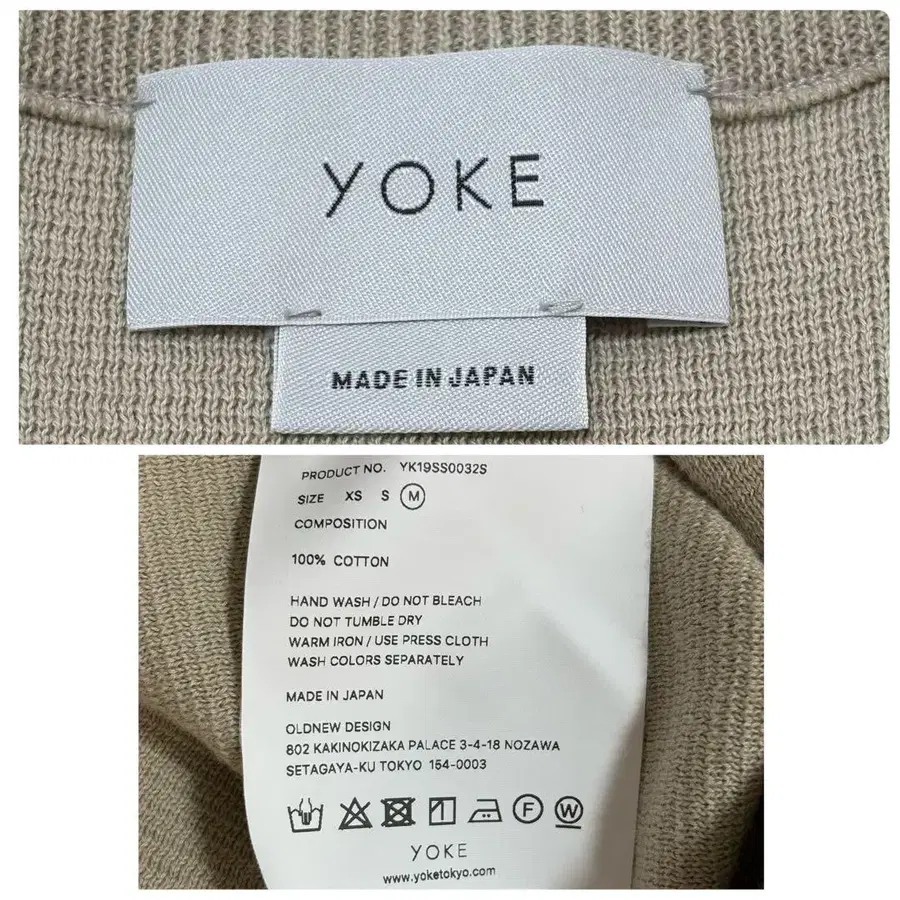 YOKE
MADE IN JAPAN
PRODUCT NO. YK19SS0032S
SIZE XS S M
COMPOSITION
100% COTTON
HAND WASH / DO NOT BLEACH
DO NOT TUMBLE DRY
WARM IRON / USE PRESS CLOTH
WASH COLORS SEPARATELY
MADE IN JAPAN
OLDNEW DESIGN
802 KAKINOKIZAKA PALACE 3-4-18 NOZAWA
SETAGAYA-KU TOKYO 154-0003
F W
YOKE
www.yoketokyo.com